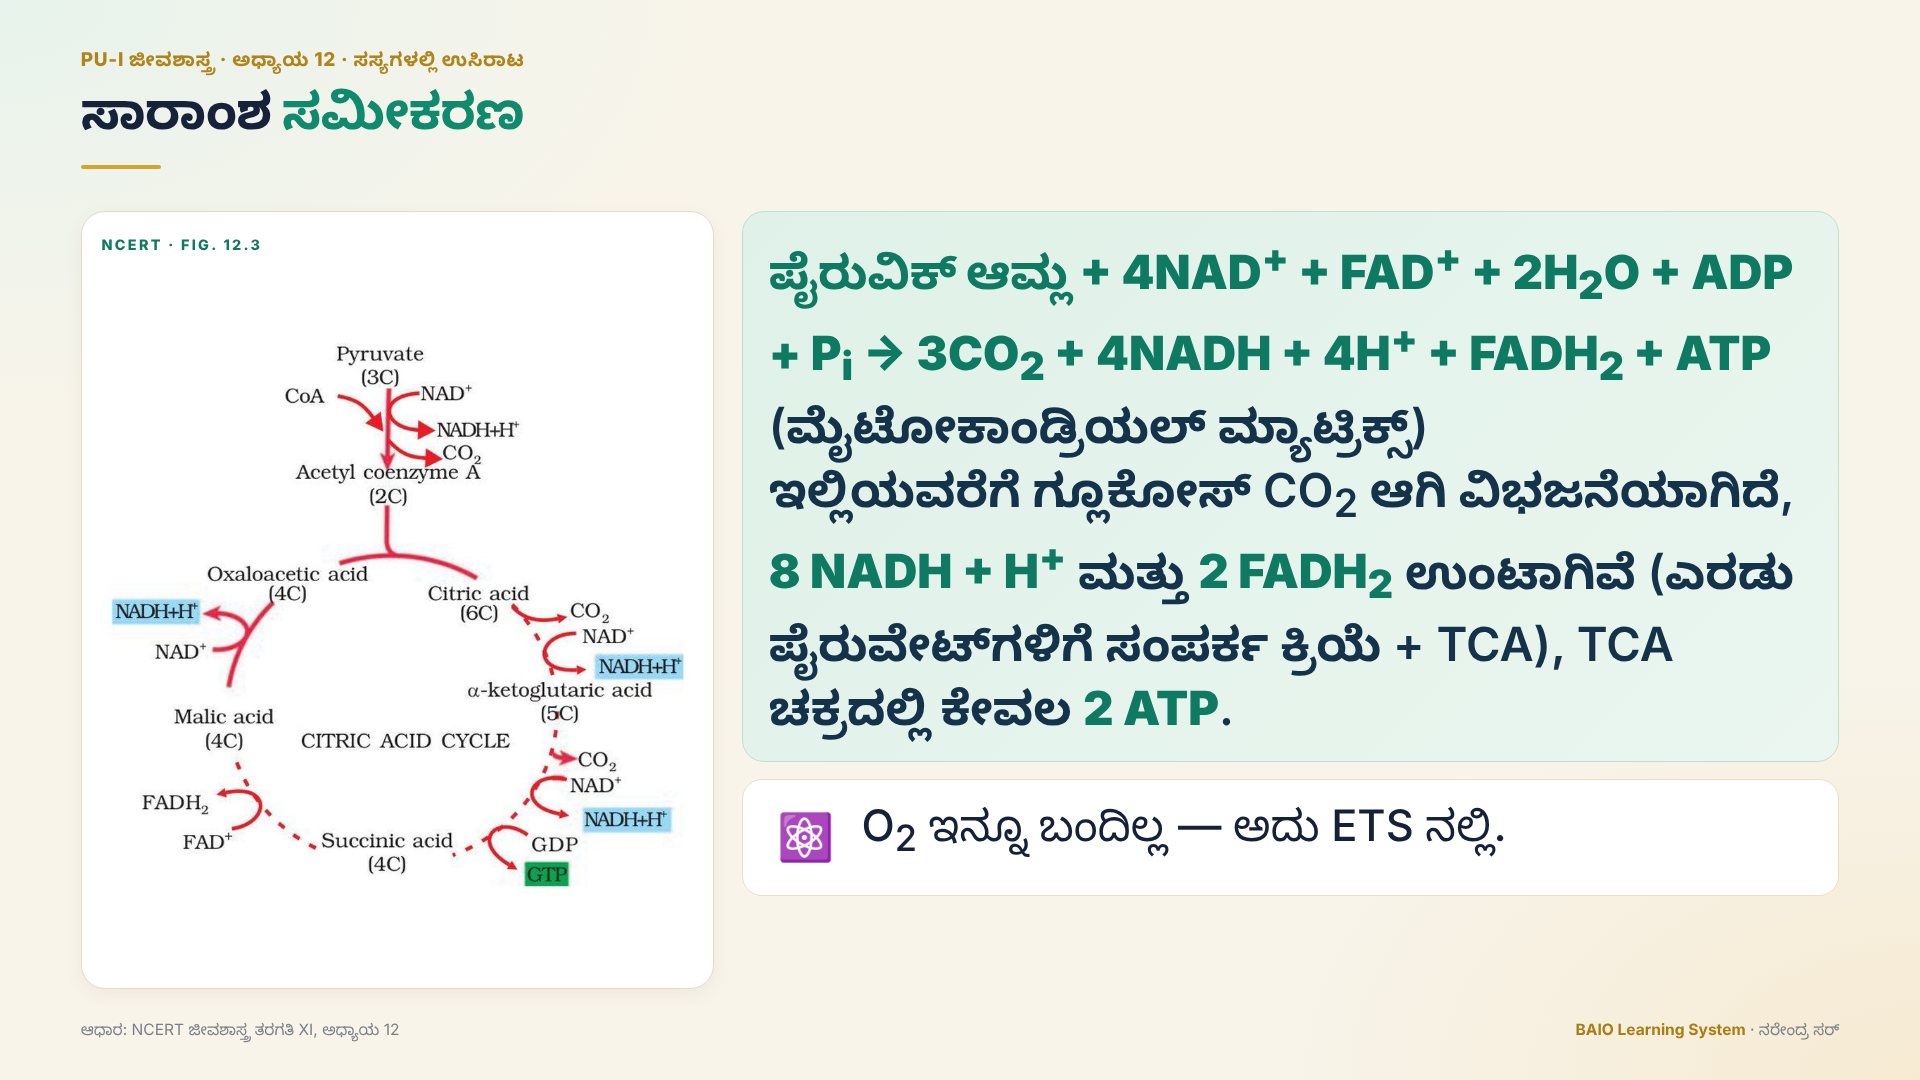 PU-I ಜೀವಶಾಸ್ತ್ರ · ಅಧ್ಯಾಯ 12 · ಸಸ್ಯಗಳಲ್ಲಿ ಉಸಿರಾಟ
ಸಾರಾಂಶ ಸಮೀಕರಣ
NCERT · FIG. 12.3
Pyruvate
(3C)
CoA
NAD⁺
NADH+H⁺
CO₂
Acetyl coenzyme A
(2C)
Oxaloacetic acid
(4C)
Citric acid
(6C)
CO₂
NADH+H⁺
NAD⁺
NAD⁺
NADH+H⁺
α-ketoglutaric acid
(5C)
Malic acid
(4C)
CITRIC ACID CYCLE
CO₂
NAD⁺
NADH+H⁺
FADH₂
FAD⁺
Succinic acid
(4C)
GDP
GTP
ಪೈರುವಿಕ್ ಆಮ್ಲ + 4NAD⁺ + FAD⁺ + 2H₂O + ADP
+ Pᵢ → 3CO₂ + 4NADH + 4H⁺ + FADH₂ + ATP
(ಮೈಟೋಕಾಂಡ್ರಿಯಲ್ ಮ್ಯಾಟ್ರಿಕ್ಸ್)
ಇಲ್ಲಿಯವರೆಗೆ ಗ್ಲೂಕೋಸ್ CO₂ ಆಗಿ ವಿಭಜನೆಯಾಗಿದೆ,
8 NADH + H⁺ ಮತ್ತು 2 FADH₂ ಉಂಟಾಗಿವೆ (ಎರಡು
ಪೈರುವೇಟ್‌ಗಳಿಗೆ ಸಂಪರ್ಕ ಕ್ರಿಯೆ + TCA), TCA
ಚಕ್ರದಲ್ಲಿ ಕೇವಲ 2 ATP.
O₂ ಇನ್ನೂ ಬಂದಿಲ್ಲ — ಅದು ETS ನಲ್ಲಿ.
ಆಧಾರ: NCERT ಜೀವಶಾಸ್ತ್ರ ತರಗತಿ XI, ಅಧ್ಯಾಯ 12
BAIO Learning System · ನರೇಂದ್ರ ಸರ್